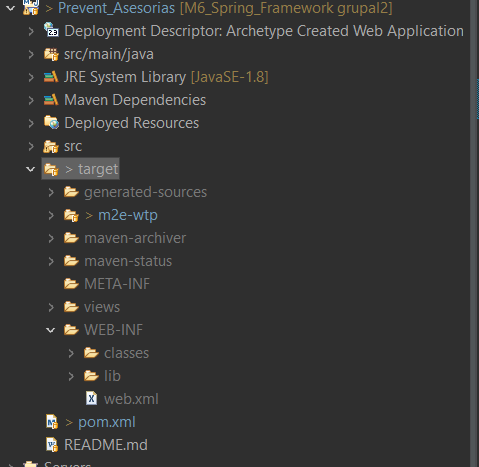 > Prevent_Asesorias [M6_Spring_Framework grupal2]
Deployment Descriptor: Archetype Created Web Application
src/main/java
JRE System Library [JavaSE-1.8]
Maven Dependencies
Deployed Resources
src
> target
generated-sources
> m2e-wtp
maven-archiver
maven-status
META-INF
views
WEB-INF
classes
lib
web.xml
> pom.xml
README.md
Servers